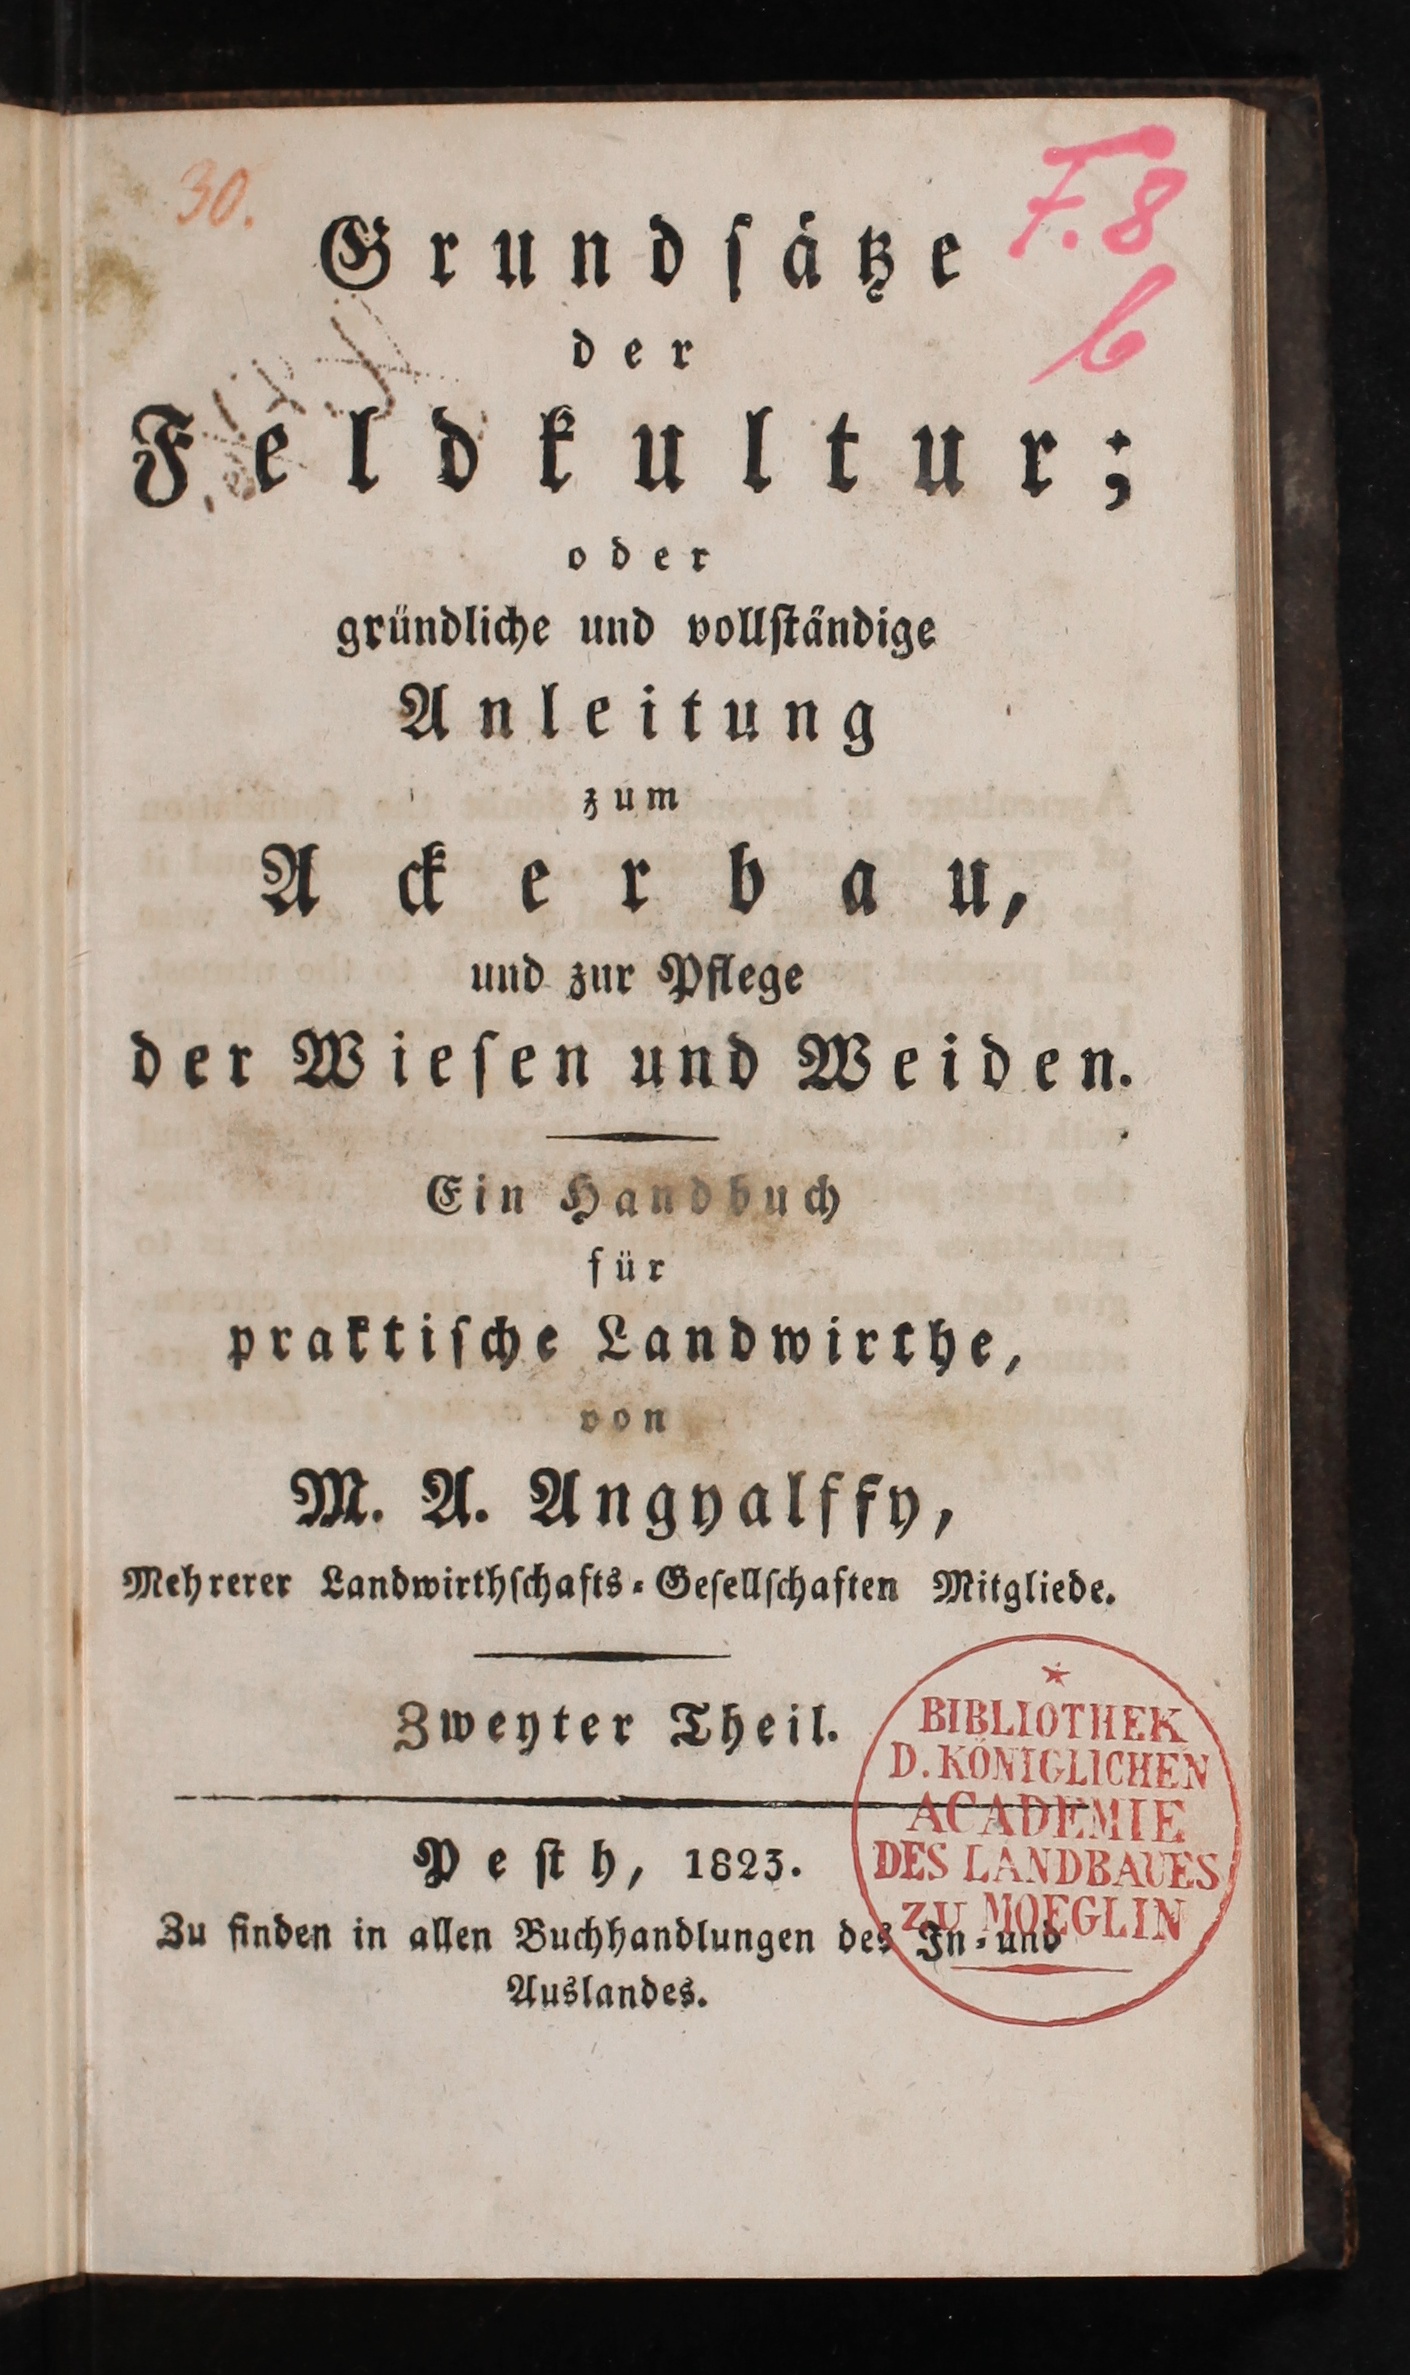 30.
F. 8
b
Grundſätze
der
Feldkultur;
oder
gründliche und vollſtändige
Anleitung
zum
Ackerbau,
und zur Pflege
der Wieſen und Weiden.
Ein Handbuch
für
praktiſche Landwirthe,
von
M. A. Angyalffy,
Mehrerer Landwirthſchafts-Geſellſchaften Mitgliede.
Zweyter Theil.
Peſth, 1823.
Zu finden in allen Buchhandlungen des In- und
Auslandes.
BIBLIOTHEK
D. KÖNIGLICHEN
ACADEMIE
DES LANDBAUES
ZU MOEGLIN